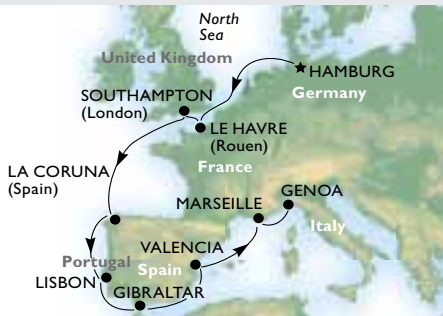 North
Sea
United Kingdom
HAMBURG
Germany
SOUTHAMPTON
(London)
LE HAVRE
(Rouen)
France
LA CORUNA
(Spain)
MARSEILLE
GENOA
Italy
VALENCIA
Portugal
Spain
LISBON
GIBRALTAR